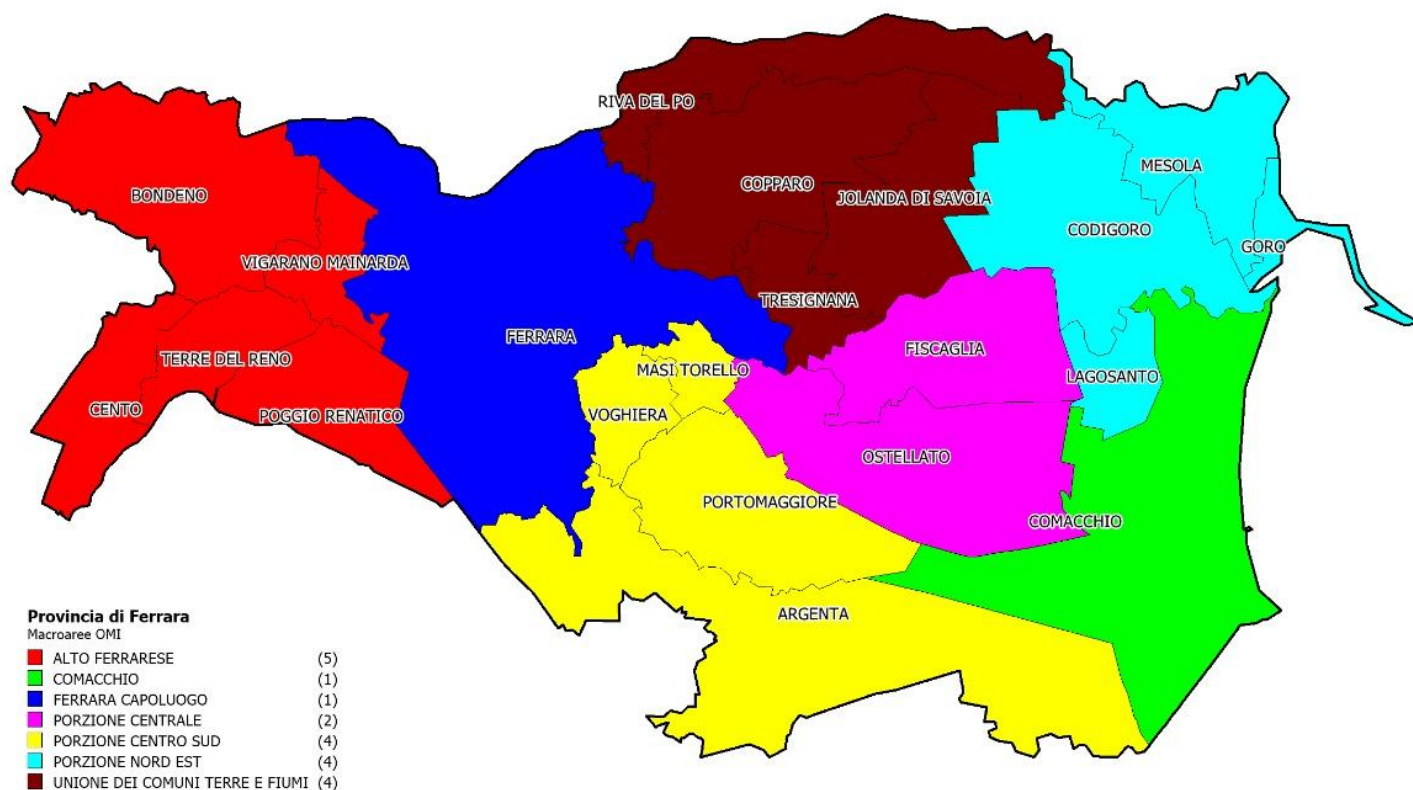 RIVA DEL PO
COPPARO
MESOLA
BONDENO
JOLANDA DI SAVOIA
CODIGORO
GORO
VIGARANO MAINARDA
TRESIGNANA
FERRARA
FISCAGLIA
TERRE DEL RENO
MASI TORELLO
LAGOSANTO
CENTO
POGGIO RENATICO
VOGHIERA
OSTELLATO
PORTOMAGGIORE
COMACCHIO
ARGENTA
Provincia di Ferrara
Macroaree OMI
ALTO FERRARESE (5)
COMACCHIO (1)
FERRARA CAPOLUOGO (1)
PORZIONE CENTRALE (2)
PORZIONE CENTRO SUD (4)
PORZIONE NORD EST (4)
UNIONE DEI COMUNI TERRE E FIUMI (4)